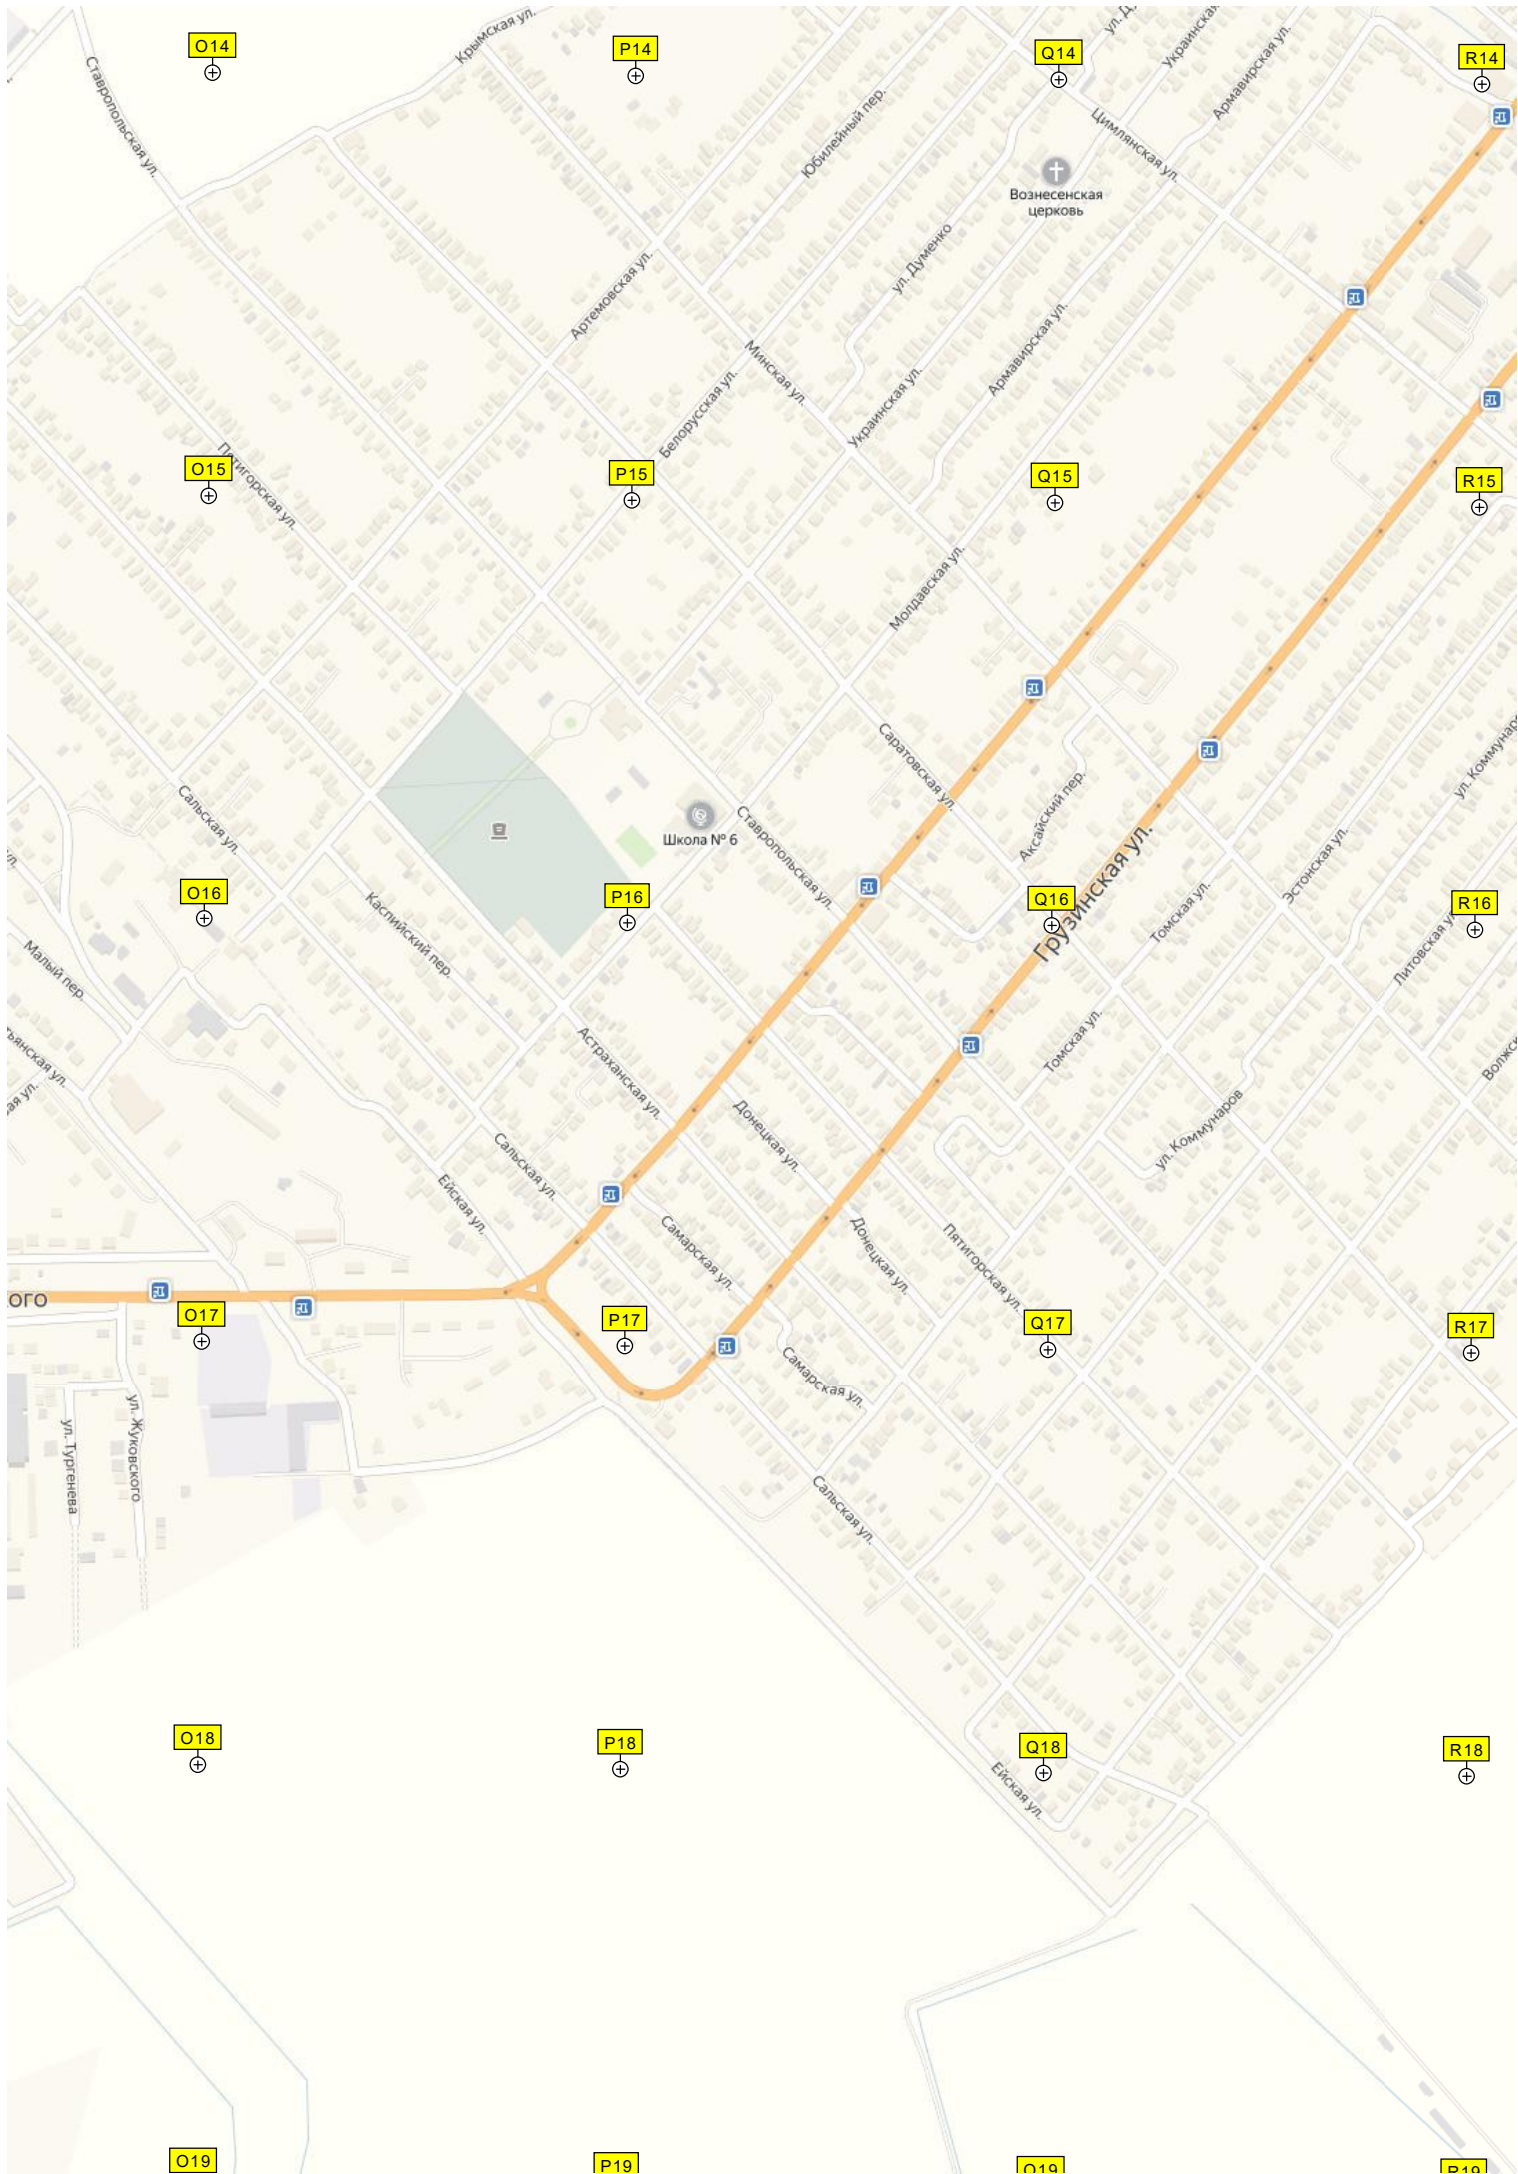 O14
P14
Q14
R14
Крымская ул.
Ставропольская ул.
Юбилейный пер.
Украинская
Армавирская ул.
Цимлянская ул.
Вознесенская
церковь
ул. Думенко
Артемовская ул.
Минская ул.
Белорусская ул.
Украинская ул.
Армавирская ул.
O15
P15
Q15
R15
Пятигорская ул.
Молдавская ул.
Саратовская ул.
Аксайский пер.
Сальская ул.
Школа № 6
Ставропольская ул.
Грузинская ул.
ул. Коммунаров
Эстонская ул.
Томская ул.
Литовская ул.
O16
P16
Q16
R16
Каспийский пер.
Малый пер.
Астраханская ул.
Томская ул.
ул. Коммунаров
Донецкая ул.
Сальская ул.
Ейская ул.
Самарская ул.
Донецкая ул.
Пятигорская ул.
ОГО
O17
P17
Q17
R17
Самарская ул.
ул. Жуковского
ул. Тургенева
Сальская ул.
O18
P18
Q18
R18
Ейская ул.
O19
P19
Q19
R19